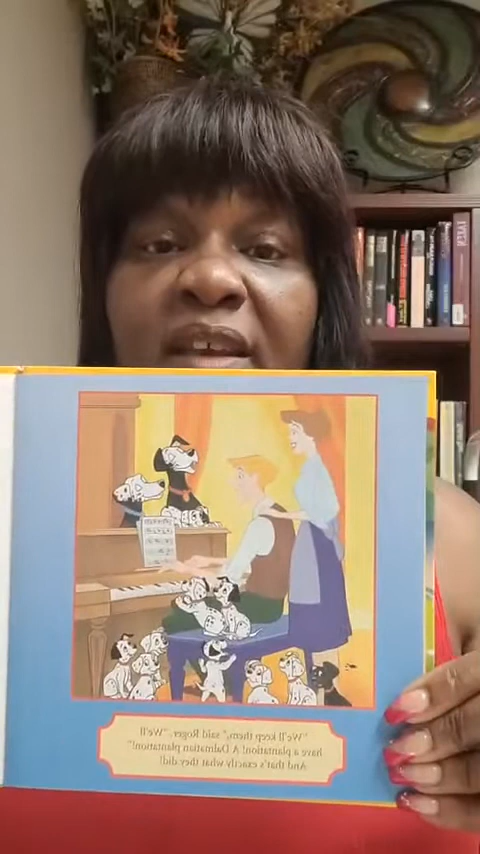 "We'll keep them," said Roger. "We'll
have a plantation! A Dalmatian plantation!"
And that's exactly what they did!